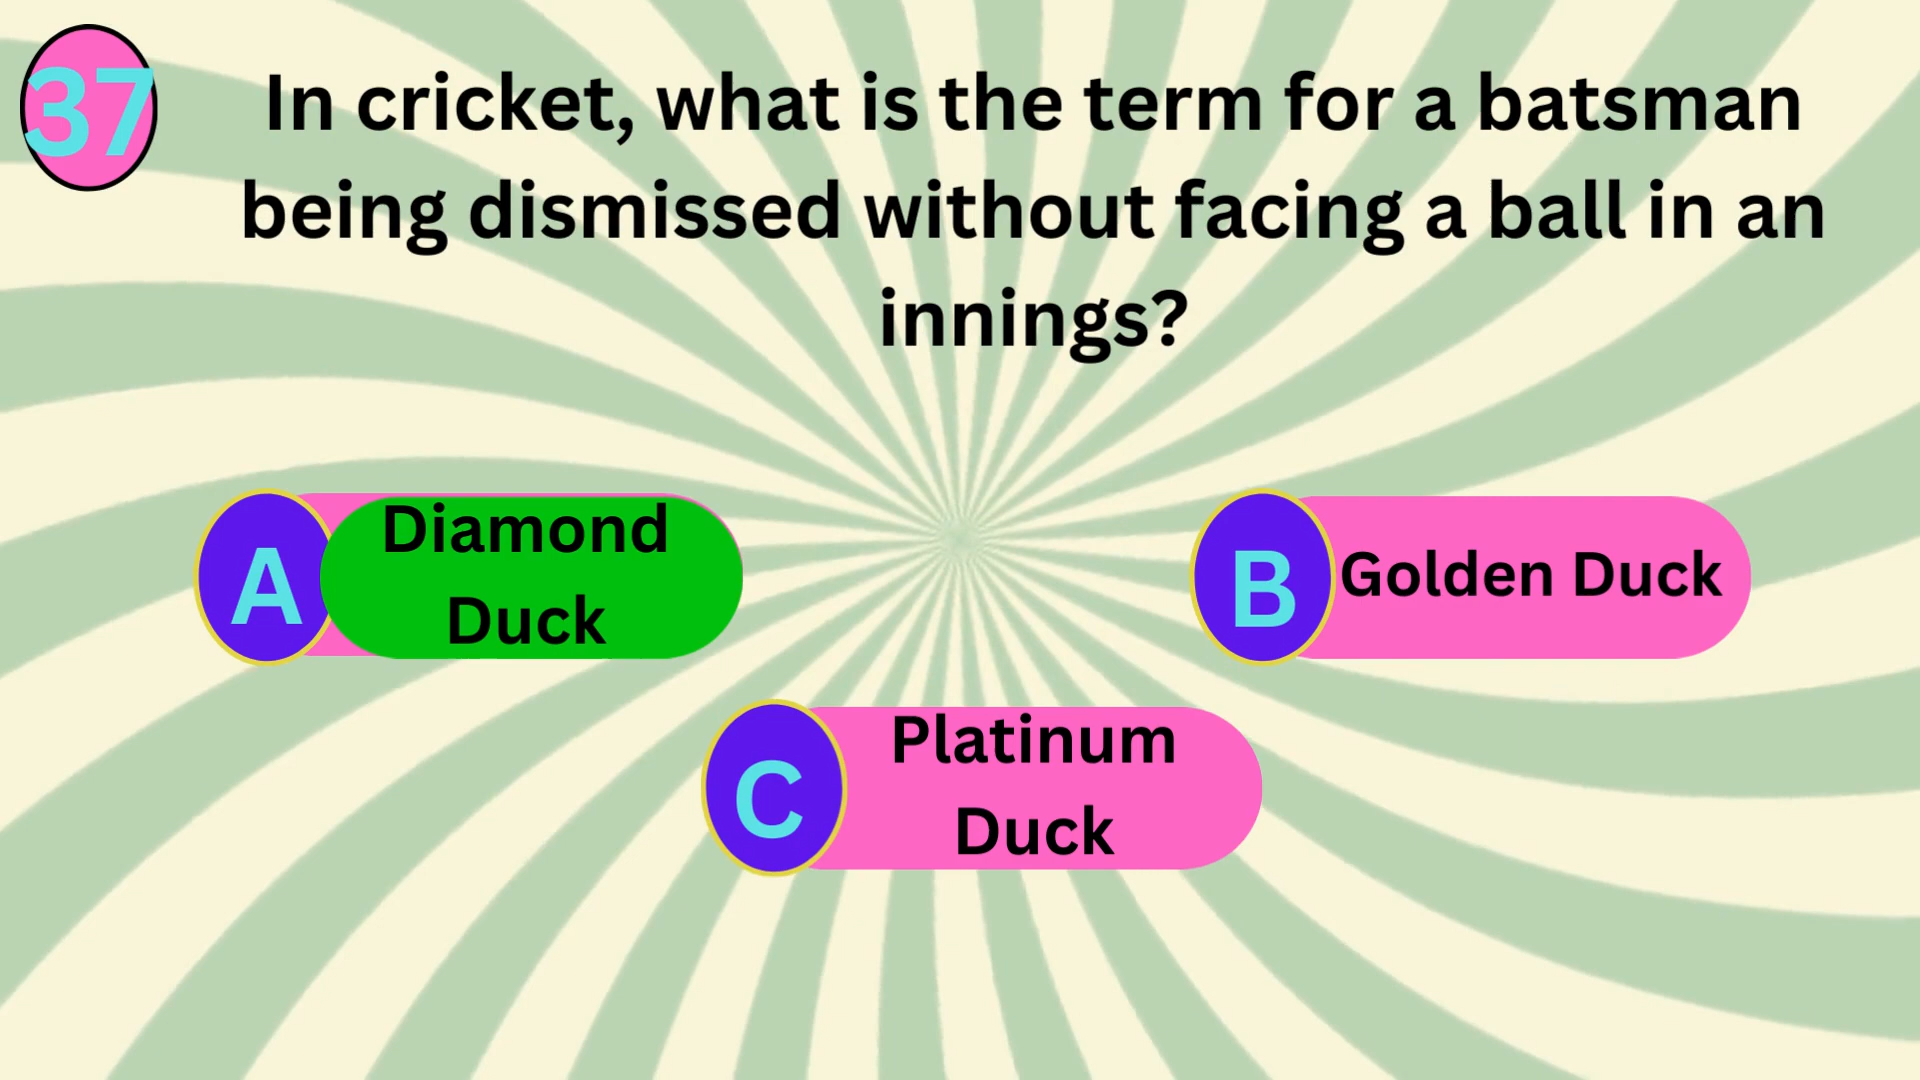 37
In cricket, what is the term for a batsman
being dismissed without facing a ball in an
innings?
A
Diamond
Duck
B
Golden Duck
C
Platinum
Duck